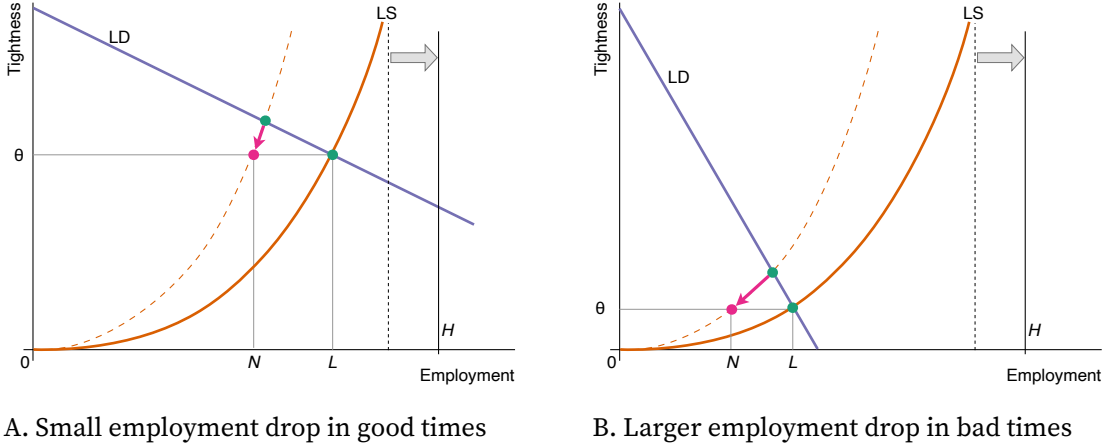 Tightness
LD
LS
θ
H
0
N
L
Employment
A. Small employment drop in good times
Tightness
LD
LS
θ
H
0
N
L
Employment
B. Larger employment drop in bad times